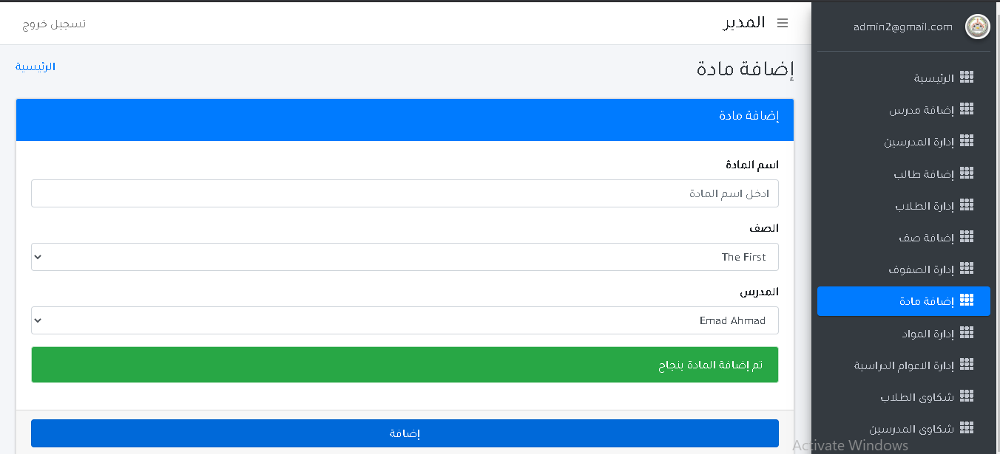 admin2@gmail.com
الرئيسية
إضافة مدرس
إدارة المدرسين
إضافة طالب
إدارة الطلاب
إضافة صف
إدارة الصفوف
إضافة مادة
إدارة المواد
إدارة الاعوام الدراسية
شكاوى الطلاب
شكاوى المدرسين
المدير
تسجيل خروج
إضافة مادة
الرئيسية
إضافة مادة
اسم المادة
ادخل اسم المادة
الصف
The First
المدرس
Emad Ahmad
تم إضافة المادة بنجاح
إضافة
Activate Windows